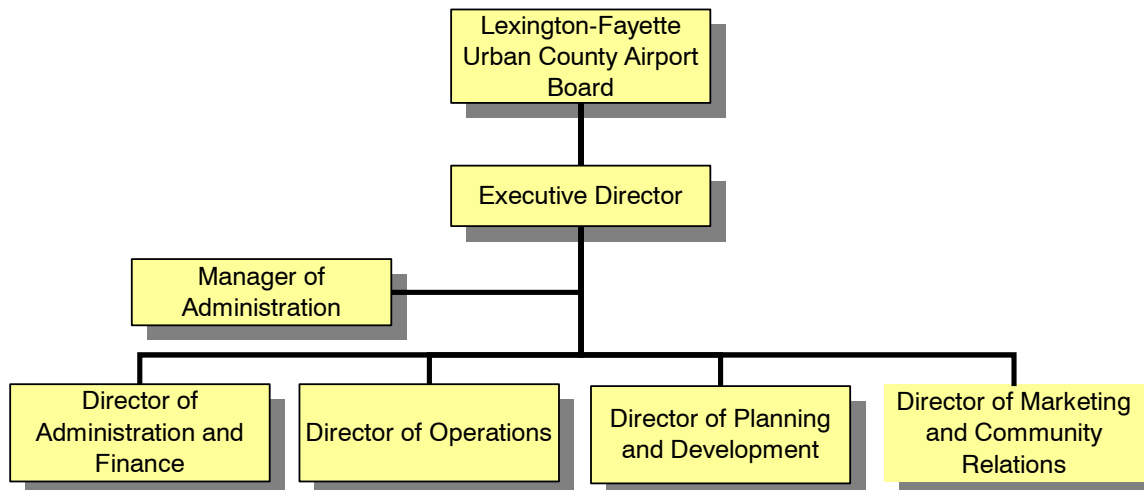 Lexington-Fayette
Urban County Airport
Board
Executive Director
Manager of
Administration
Director of
Administration and
Finance
Director of Operations
Director of Planning
and Development
Director of Marketing
and Community
Relations